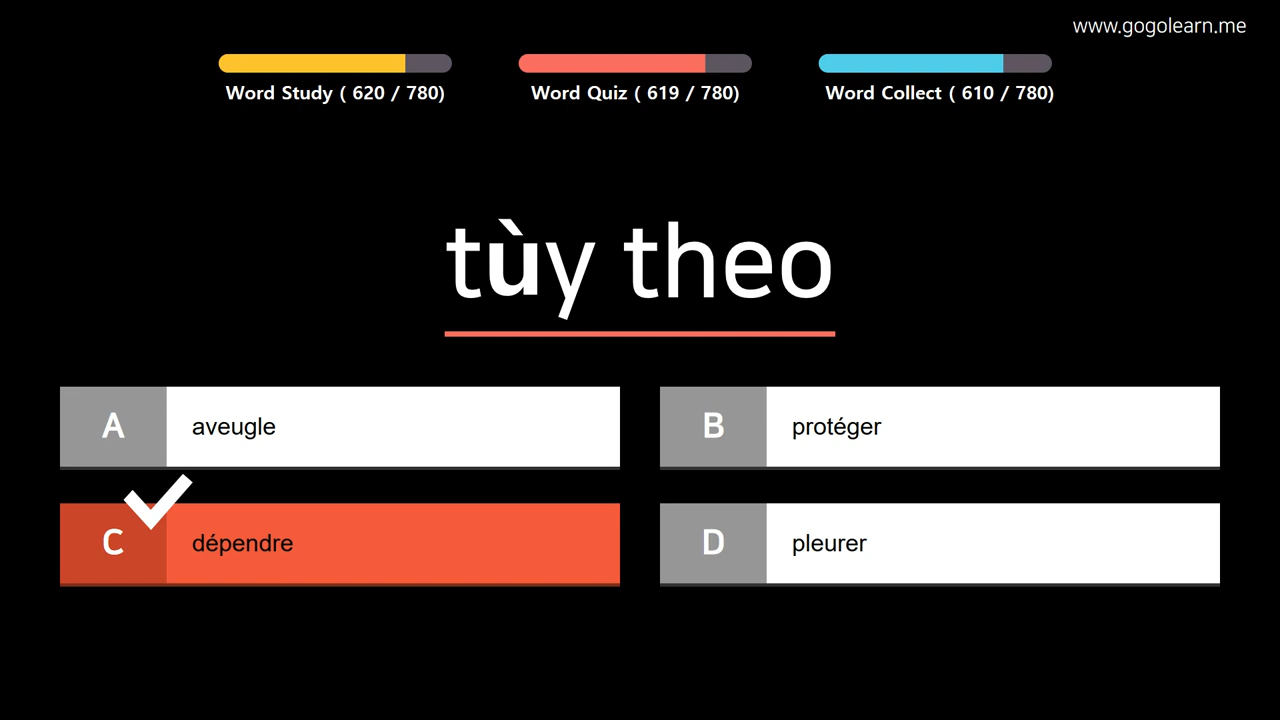 www.gogolearn.me
Word Study ( 620 / 780)
Word Quiz ( 619 / 780)
Word Collect ( 610 / 780)
tùy theo
A aveugle
B protéger
C dépendre
D pleurer